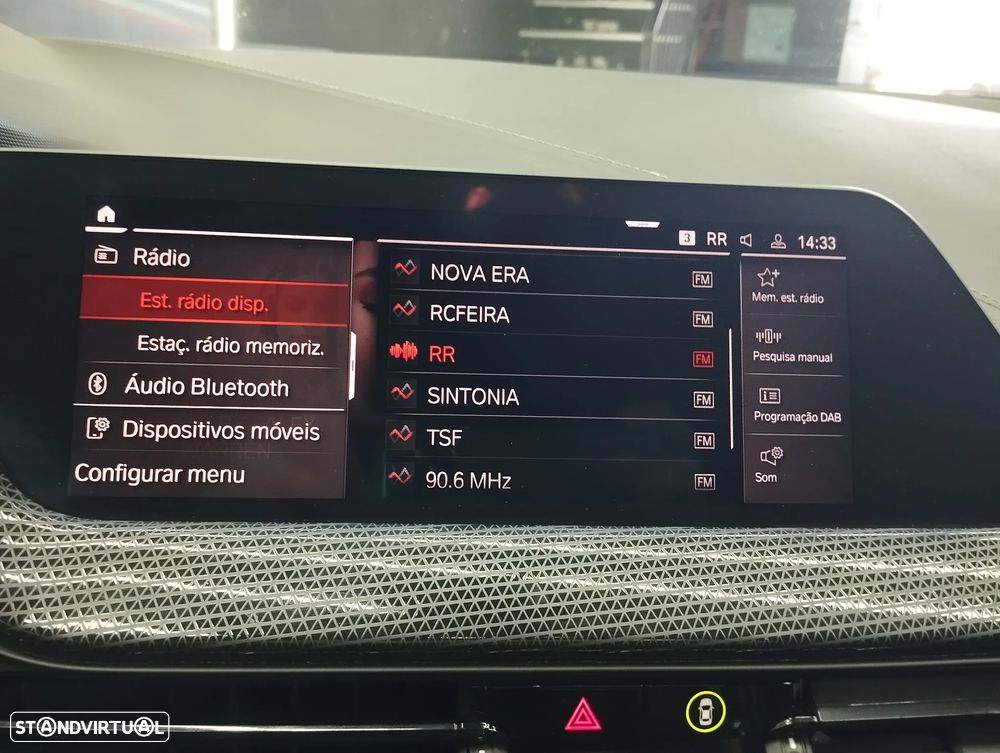 3 RR 14:33
Rádio
Est. rádio disp.
Estaç. rádio memoriz.
Áudio Bluetooth
Dispositivos móveis
Configurar menu
NOVA ERA FM
RCFEIRA FM
RR FM
SINTONIA FM
TSF FM
90.6 MHz FM
Mem. est. rádio
Pesquisa manual
Programação DAB
Som
STANDVIRTUAL